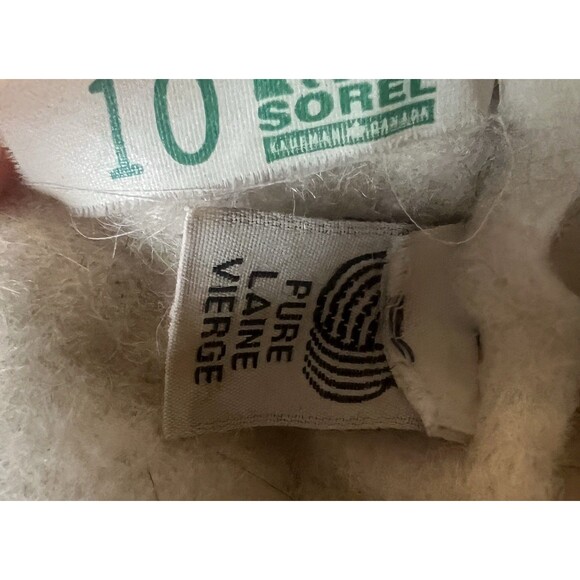 10
SOREL
KAUFMAN CANADA
PURE
LAINE
VIERGE